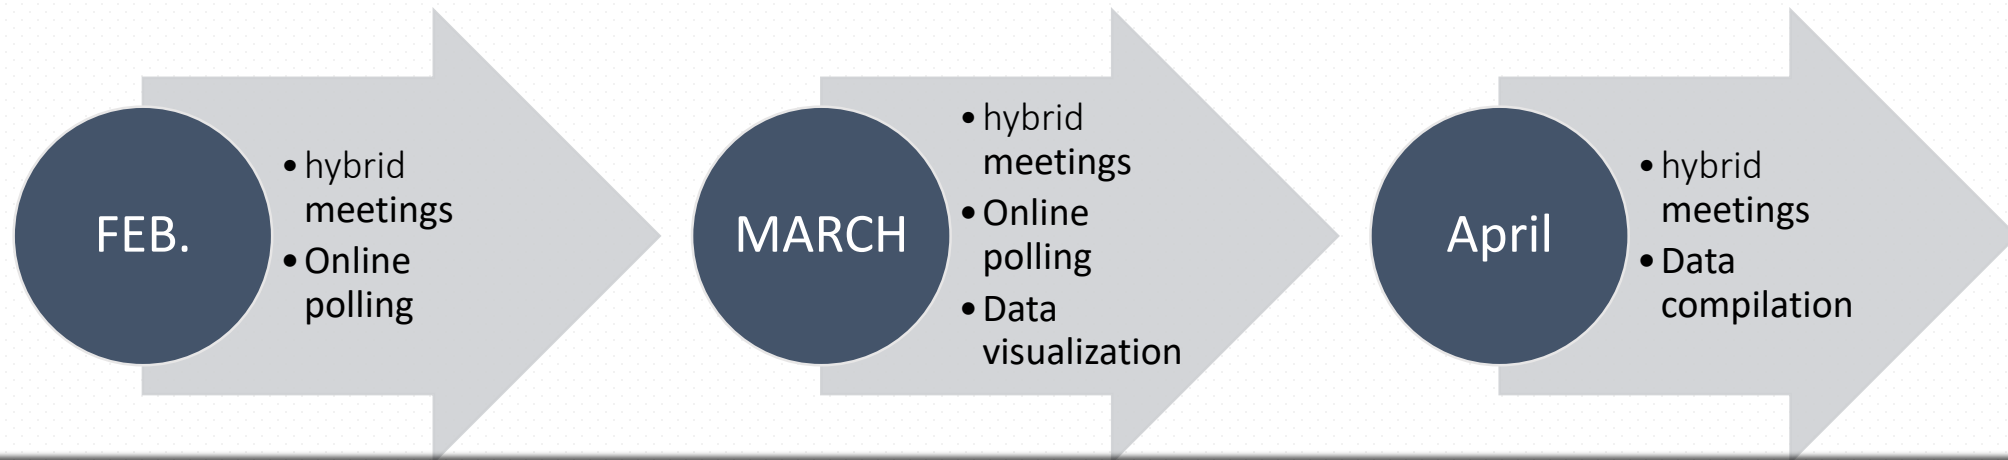 FEB.
• hybrid
meetings
• Online
polling
MARCH
• hybrid
meetings
• Online
polling
• Data
visualization
April
• hybrid
meetings
• Data
compilation